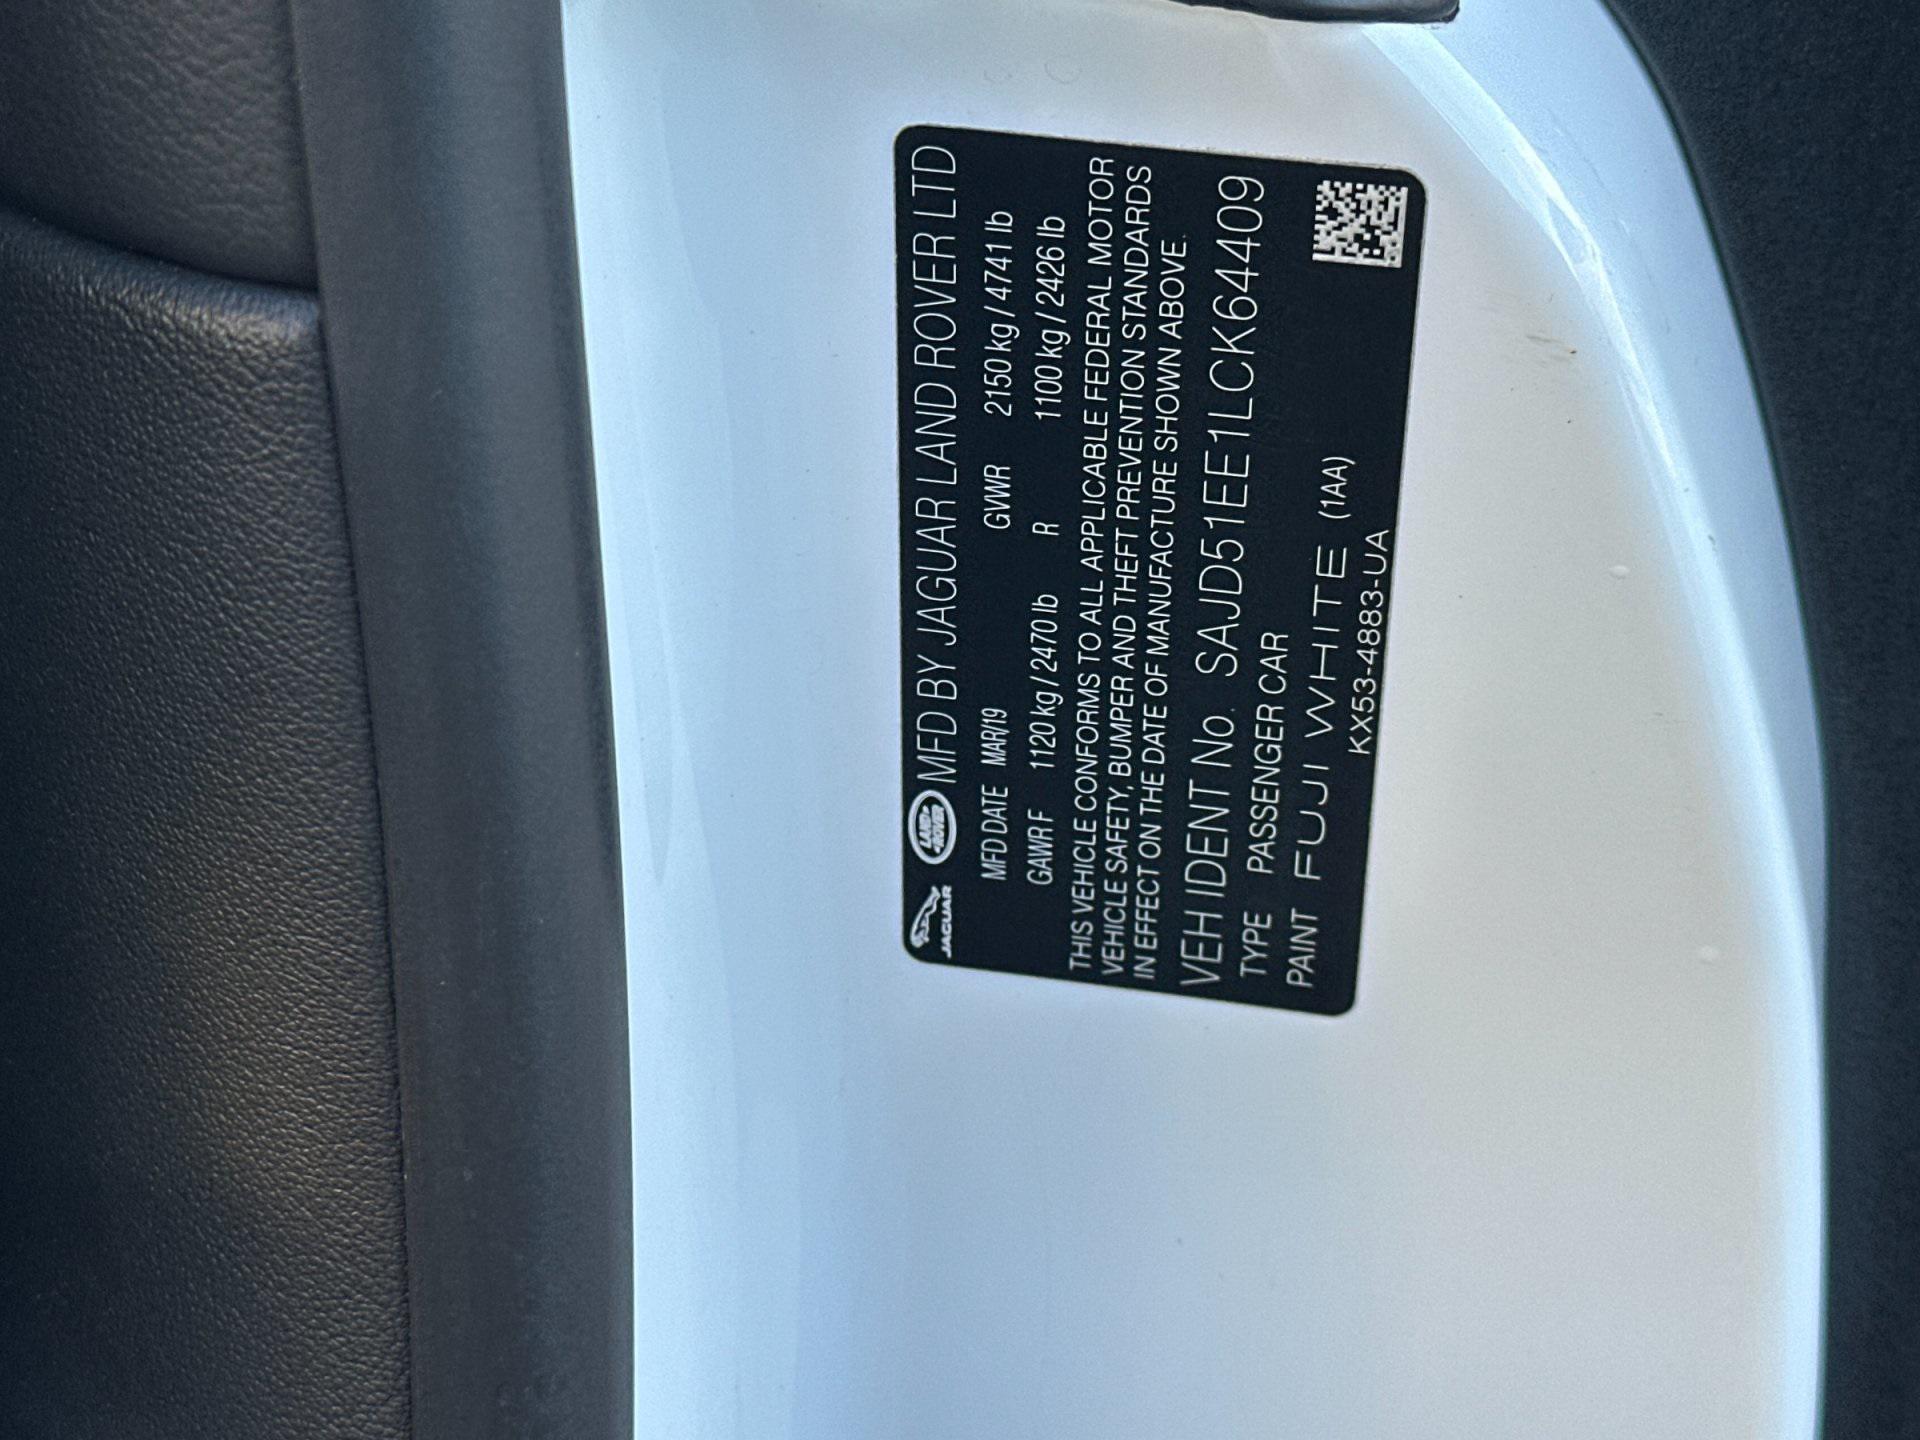 JAGUAR LAND ROVER MFD BY JAGUAR LAND ROVER LTD
MFD DATE MAR/19 GVWR 2150 kg / 4741 lb
GAWR F 1120 kg / 2470 lb R 1100 kg / 2426 lb
THIS VEHICLE CONFORMS TO ALL APPLICABLE FEDERAL MOTOR
VEHICLE SAFETY, BUMPER AND THEFT PREVENTION STANDARDS
IN EFFECT ON THE DATE OF MANUFACTURE SHOWN ABOVE.
VEH IDENT No. SAJD51EE1LCK64409
TYPE PASSENGER CAR
PAINT FUJI WHITE (1AA)
KX53-4883-UA